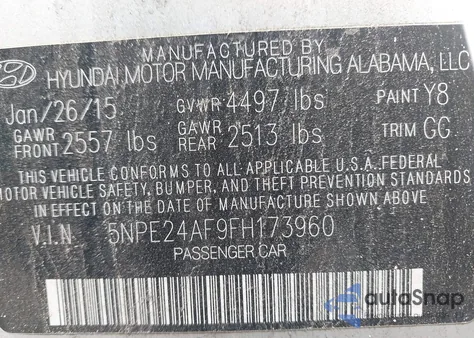 MANUFACTURED BY
HYUNDAI MOTOR MANUFACTURING ALABAMA, LLC
Jan/26/15 GVWR 4497 lbs PAINT Y8
GAWR FRONT 2557 lbs GAWR REAR 2513 lbs TRIM GG
THIS VEHICLE CONFORMS TO ALL APPLICABLE U.S.A. FEDERAL
MOTOR VEHICLE SAFETY, BUMPER, AND THEFT PREVENTION STANDARDS
IN EFFECT ON THE DATE OF MANUFACTURE SHOWN ABOVE
V.I.N. 5NPE24AF9FH173960
PASSENGER CAR
autoSnap